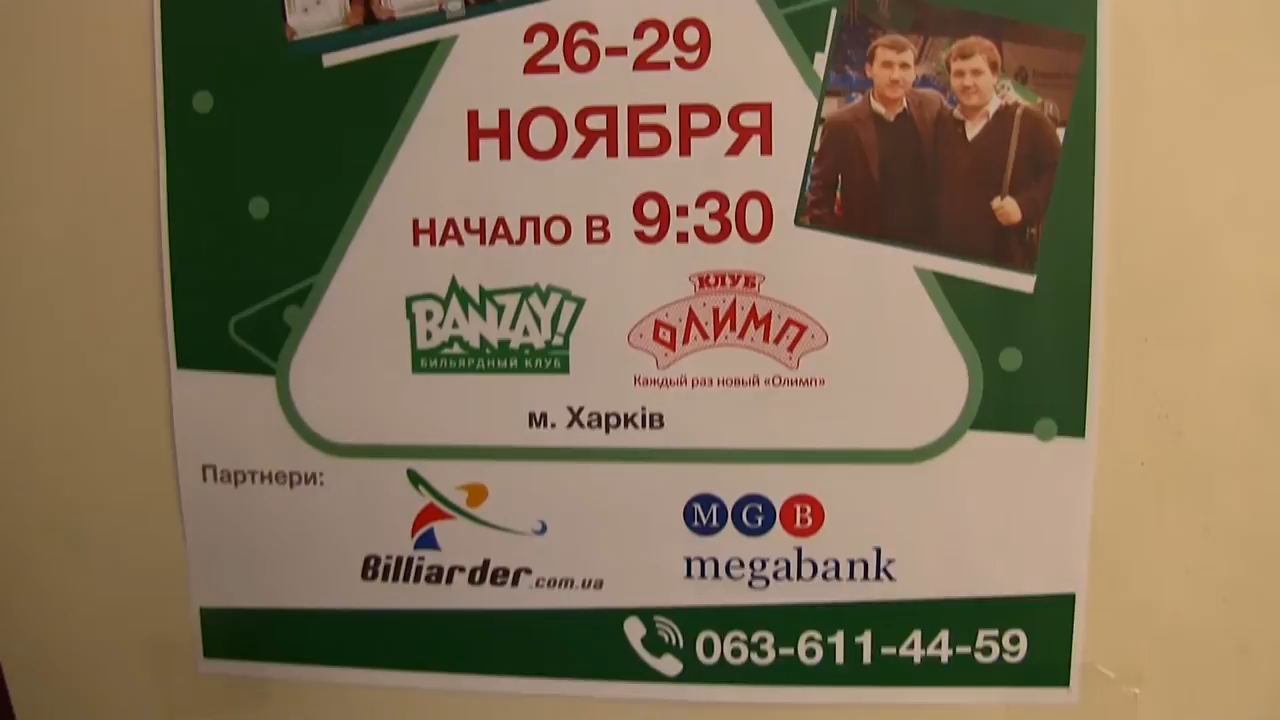 26-29
НОЯБРЯ
НАЧАЛО В 9:30
BANZAY!
БИЛЬЯРДНЫЙ КЛУБ
КЛУБ
ОЛИМП
Каждый раз новый «Олимп»
м. Харків
Партнери:
Billiarder.com.ua
M G B
megabank
063-611-44-59